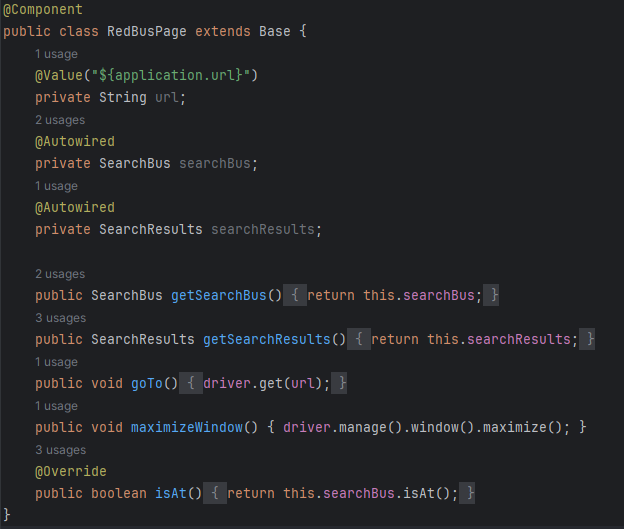 @Component
public class RedBusPage extends Base {
1 usage
@Value("${application.url}")
private String url;
2 usages
@Autowired
private SearchBus searchBus;
1 usage
@Autowired
private SearchResults searchResults;
2 usages
public SearchBus getSearchBus() { return this.searchBus; }
3 usages
public SearchResults getSearchResults() { return this.searchResults; }
1 usage
public void goTo() { driver.get(url); }
1 usage
public void maximizeWindow() { driver.manage().window().maximize(); }
3 usages
@Override
public boolean isAt() { return this.searchBus.isAt(); }
}